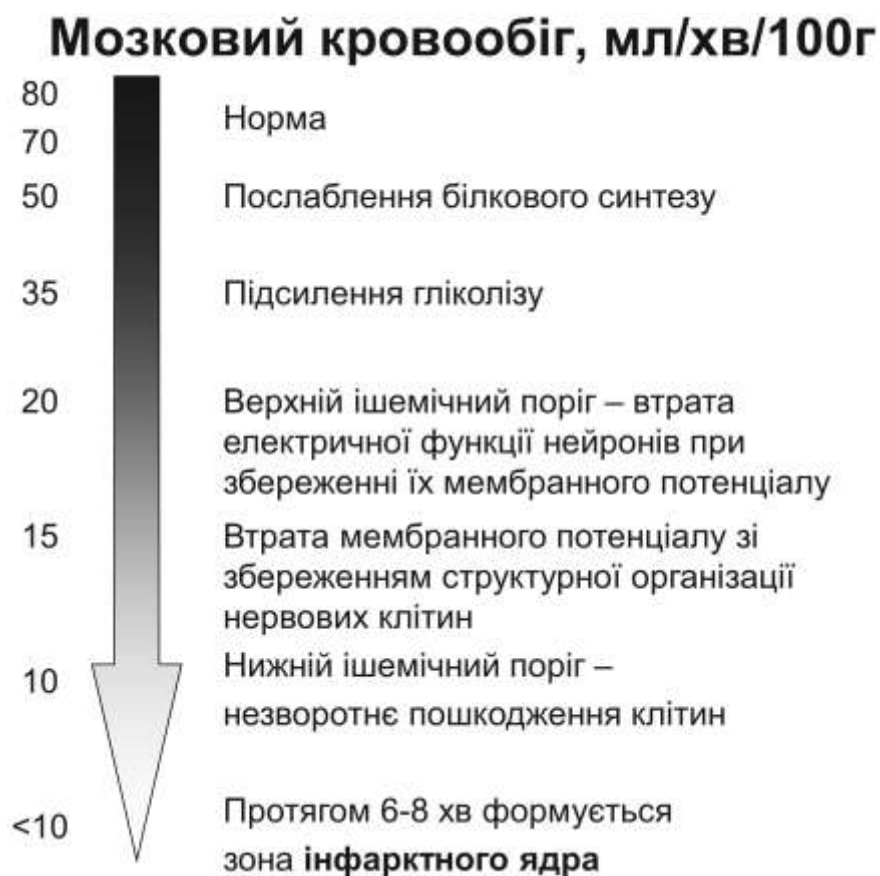 Мозковий кровообіг, мл/хв/100г
80
Норма
70
50 Послаблення білкового синтезу
35 Підсилення гліколізу
20 Верхній ішемічний поріг – втрата
електричної функції нейронів при
збереженні їх мембранного потенціалу
15 Втрата мембранного потенціалу зі
збереженням структурної організації
нервових клітин
10 Нижній ішемічний поріг –
незворотнє пошкодження клітин
<10 Протягом 6-8 хв формується
зона інфарктного ядра